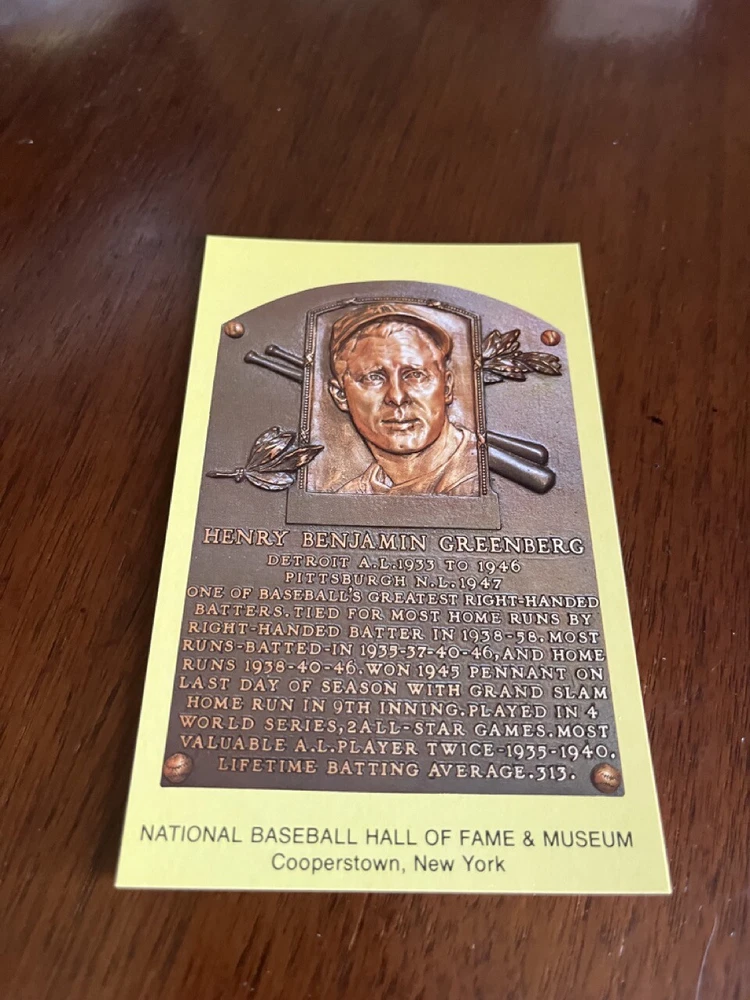 HENRY BENJAMIN GREENBERG
DETROIT A.L.1933 TO 1946
PITTSBURGH N.L.1947
ONE OF BASEBALL'S GREATEST RIGHT-HANDED
BATTERS. TIED FOR MOST HOME RUNS BY
RIGHT-HANDED BATTER IN 1938-58. MOST
RUNS-BATTED-IN 1935-37-40-46, AND HOME
RUNS 1938-40-46. WON 1945 PENNANT ON
LAST DAY OF SEASON WITH GRAND SLAM
HOME RUN IN 9TH INNING. PLAYED IN 4
WORLD SERIES, 2 ALL-STAR GAMES. MOST
VALUABLE A.L. PLAYER TWICE-1935-1940.
LIFETIME BATTING AVERAGE .313.
NATIONAL BASEBALL HALL OF FAME & MUSEUM
Cooperstown, New York